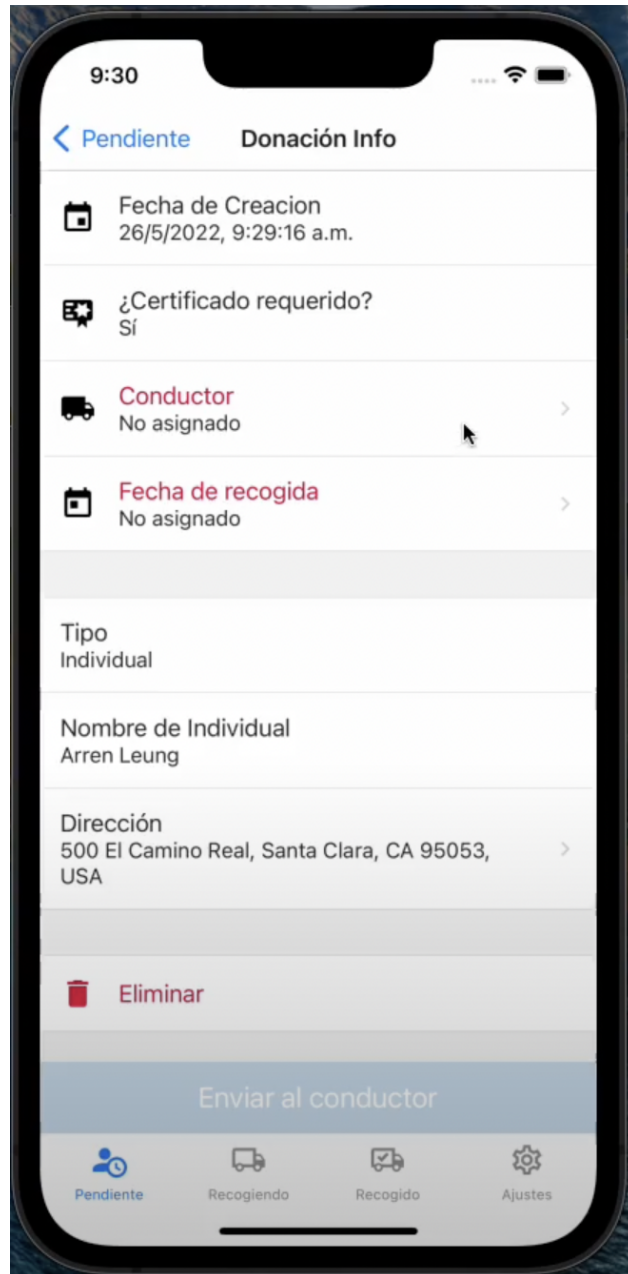 9:30
Pendiente
Donación Info
Fecha de Creacion
26/5/2022, 9:29:16 a.m.
¿Certificado requerido?
Sí
Conductor
No asignado
Fecha de recogida
No asignado
Tipo
Individual
Nombre de Individual
Arren Leung
Dirección
500 El Camino Real, Santa Clara, CA 95053,
USA
Eliminar
Enviar al conductor
Pendiente
Recogiendo
Recogido
Ajustes